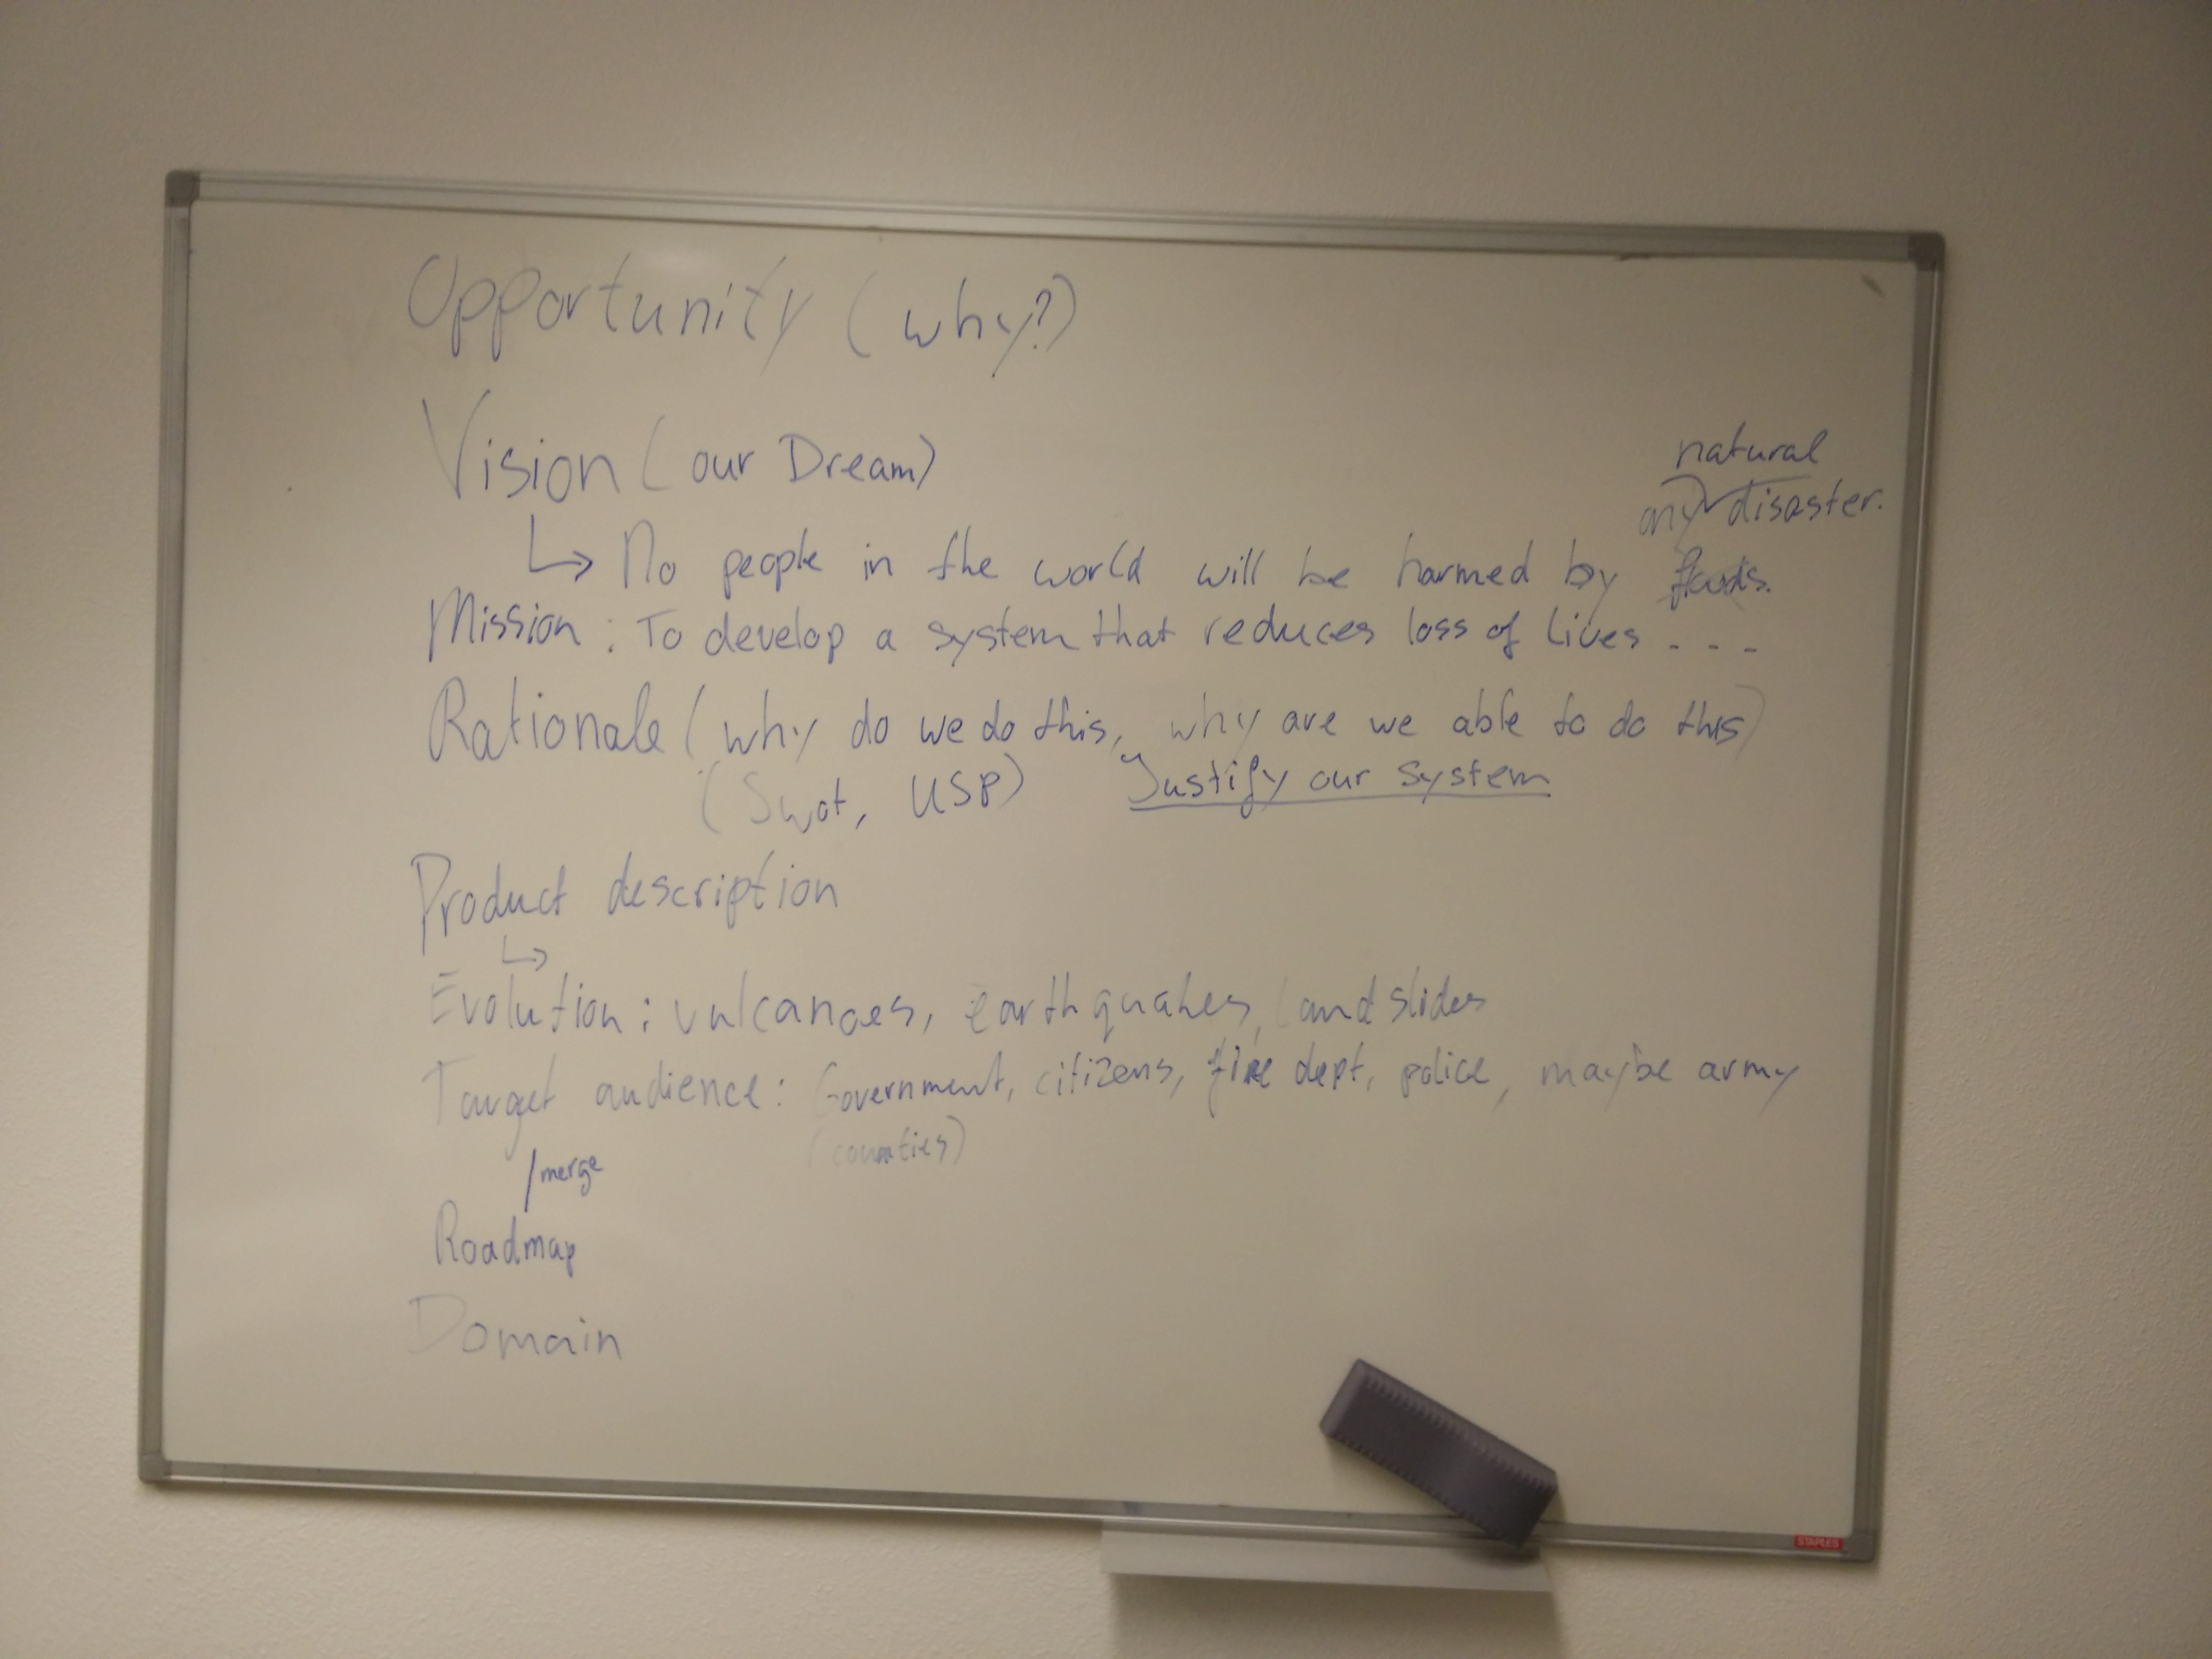 Opportunity (why?)
Vision (our Dream)
natural
any disaster.
↳ No people in the world will be harmed by floods.
Mission : To develop a system that reduces loss of lives - - -
Rationale (why do we do this, why are we able to do this)
(Swot, USP) Justify our system
Product description
↳
Evolution : vulcanoes, earthquakes, landslides
Target audience : Government, citizens, fire dept, police, maybe army
(counties)
/merge
Roadmap
Domain
STAPLES